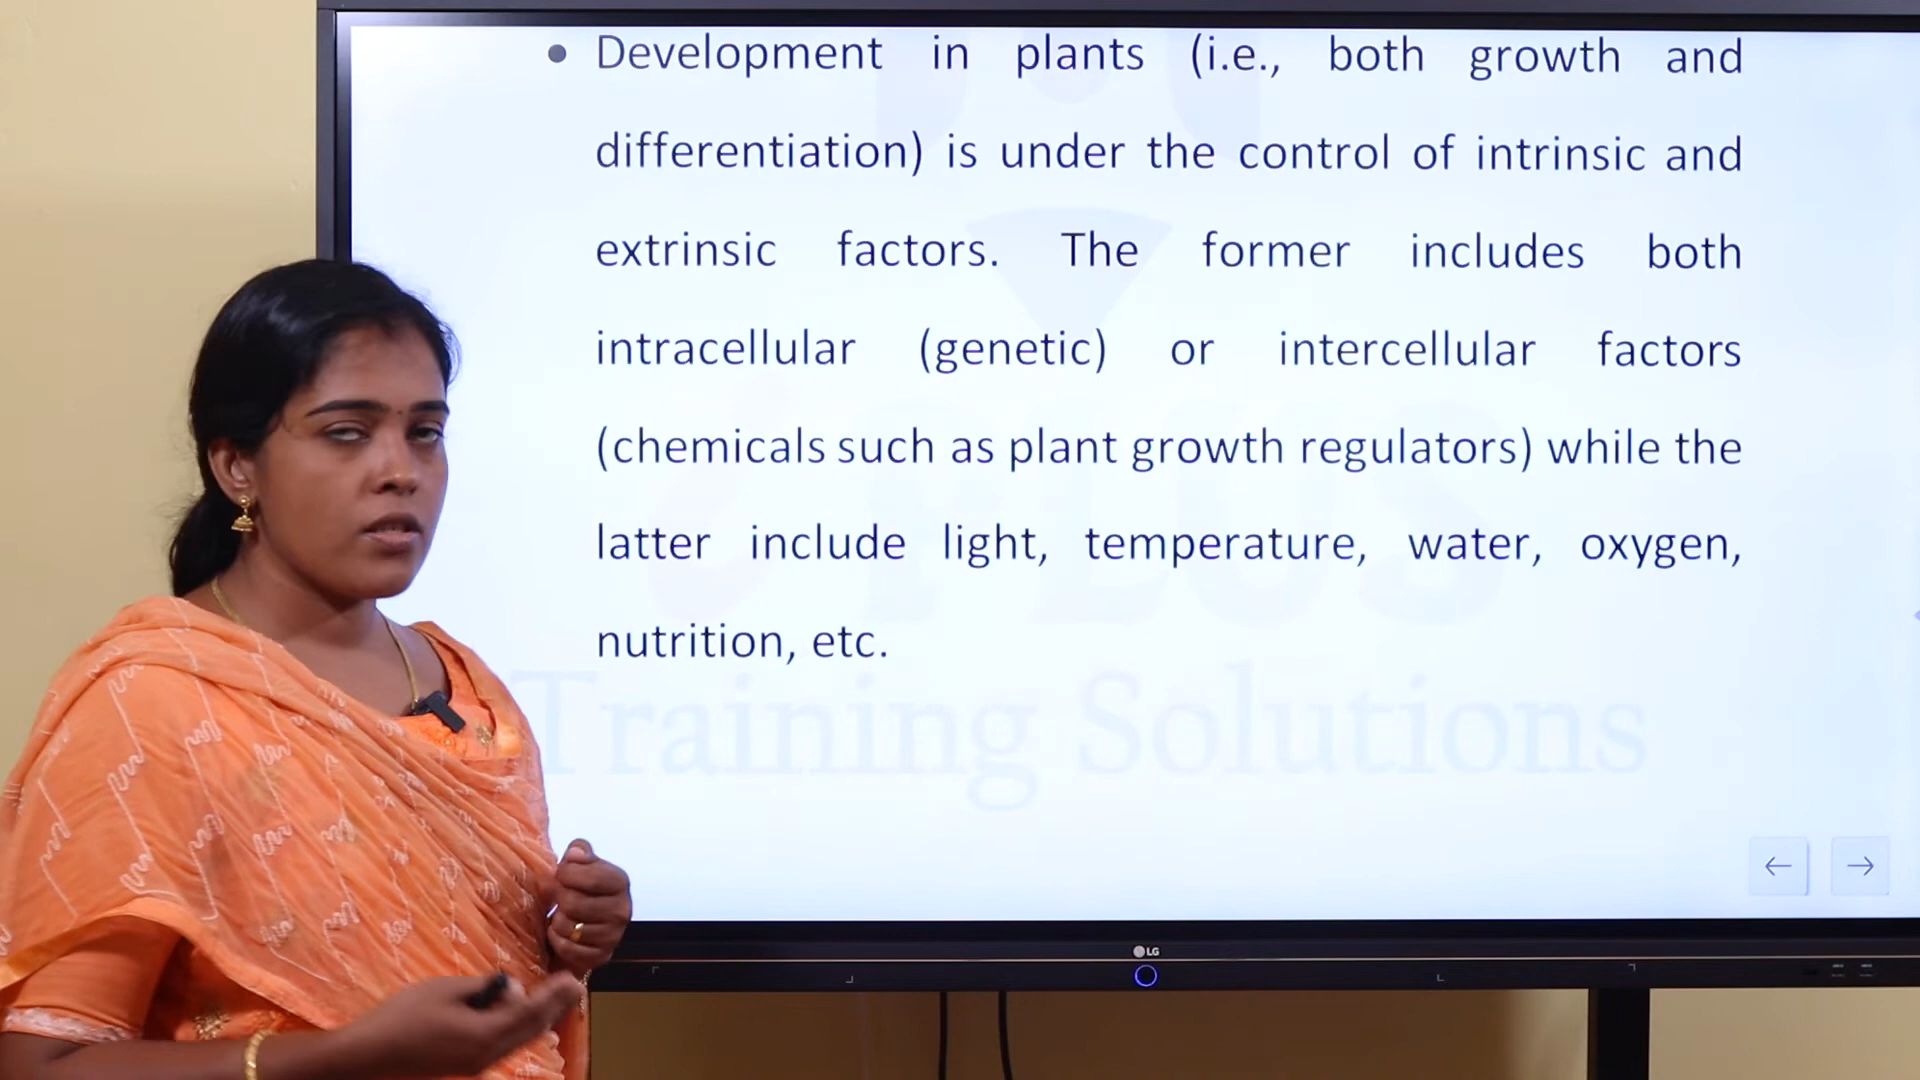 • Development in plants (i.e., both growth and
differentiation) is under the control of intrinsic and
extrinsic factors. The former includes both
intracellular (genetic) or intercellular factors
(chemicals such as plant growth regulators) while the
latter include light, temperature, water, oxygen,
nutrition, etc.
PLUS
Training Solutions
← →
LG